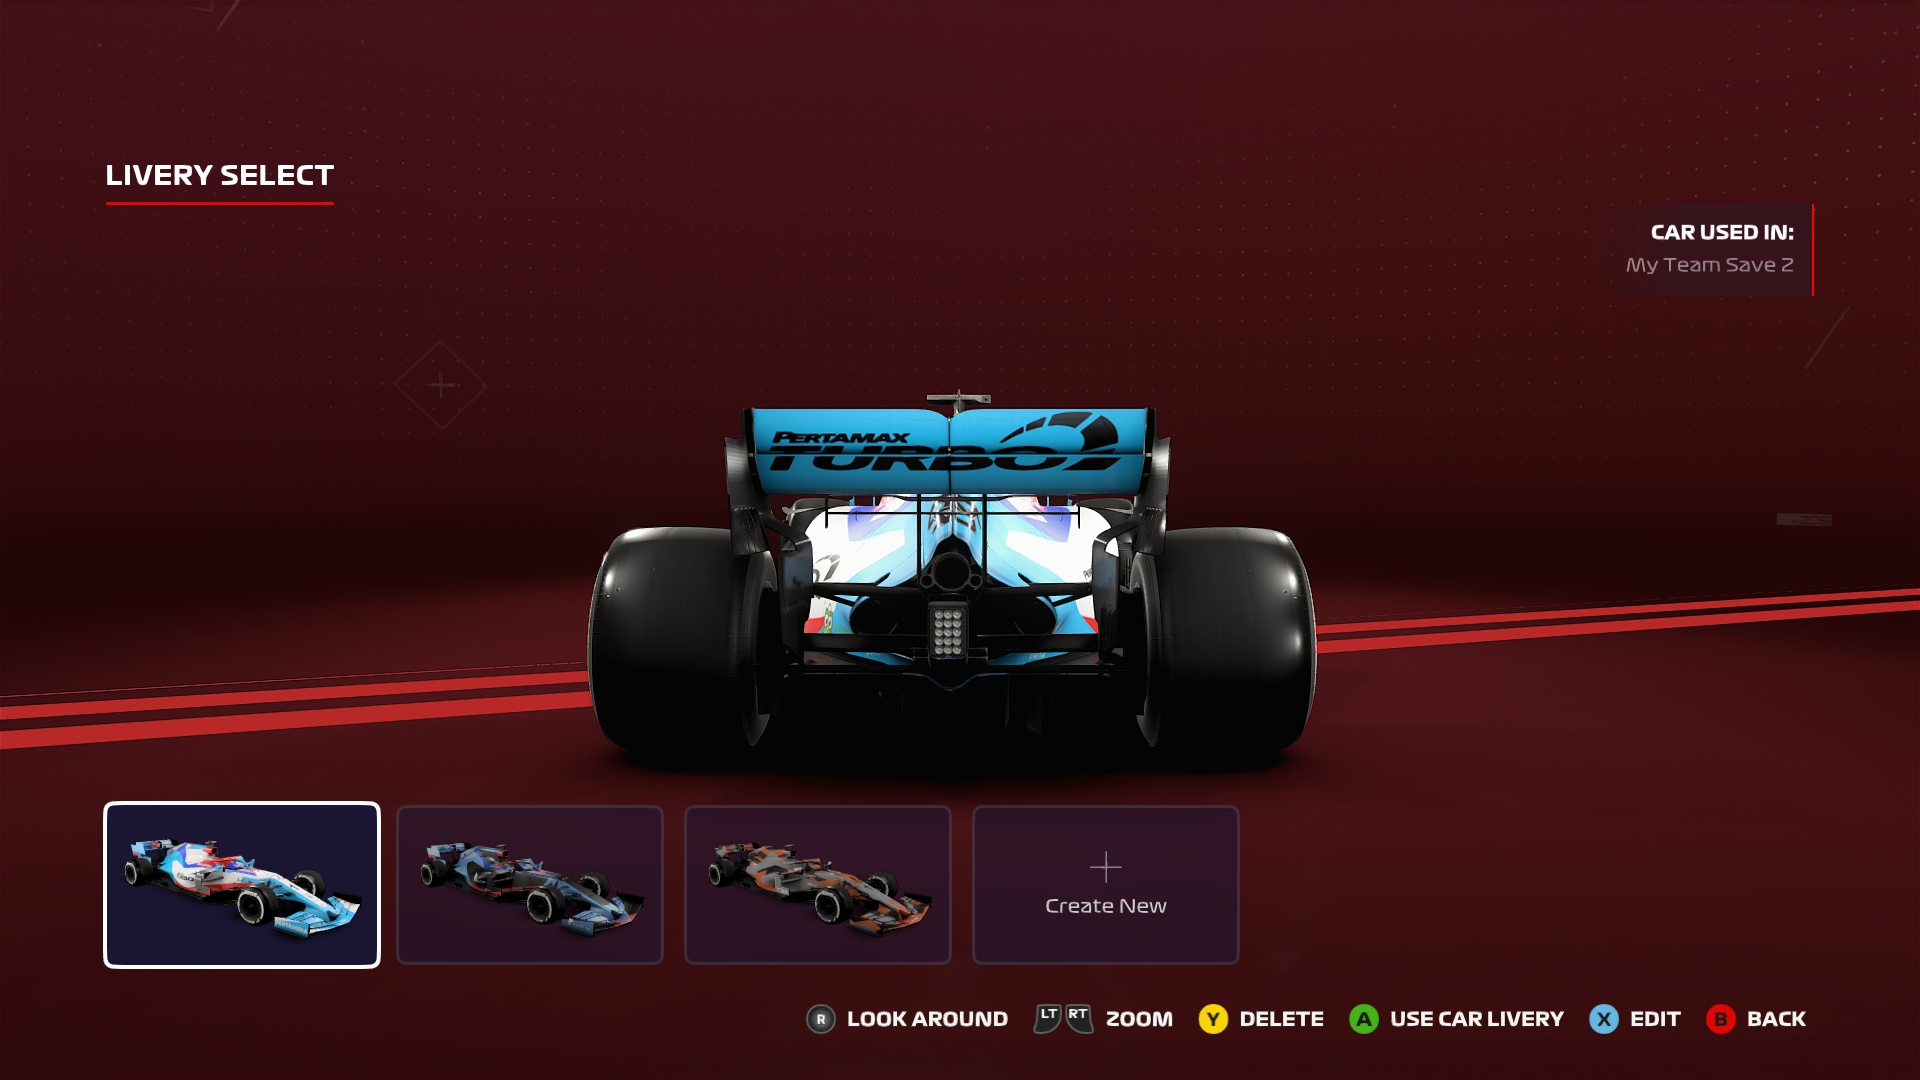 LIVERY SELECT
CAR USED IN:
My Team Save 2
PERTAMAX
TURBO
Create New
R LOOK AROUND LT RT ZOOM Y DELETE A USE CAR LIVERY X EDIT B BACK